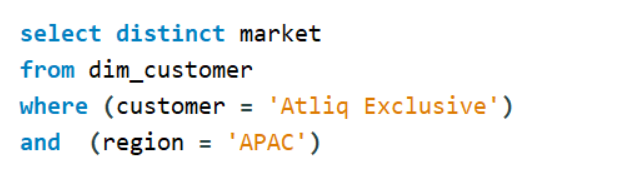 select distinct market
from dim_customer
where (customer = 'Atliq Exclusive')
and  (region = 'APAC')